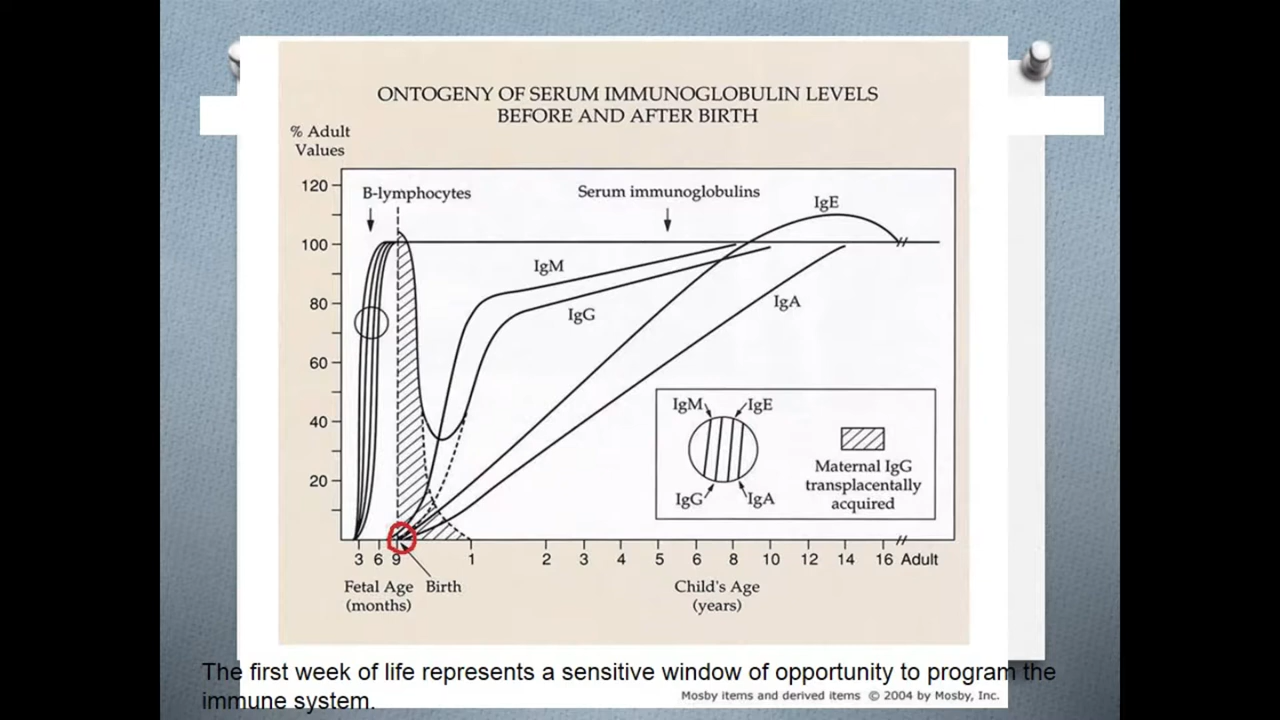 ONTOGENY OF SERUM IMMUNOGLOBULIN LEVELS
BEFORE AND AFTER BIRTH
% Adult
Values
120
100
80
60
40
20
B-lymphocytes
Serum immunoglobulins
IgE
IgM
IgG
IgA
IgM IgE
IgG IgA
Maternal IgG
transplacentally
acquired
3 6 9 1 2 3 4 6 8 10 12 14 16 Adult
Fetal Age
(months)
Birth
Child's Age
(years)
The first week of life represents a sensitive window of opportunity to program the
immune system.
Mosby items and derived items © 2004 by Mosby, Inc.